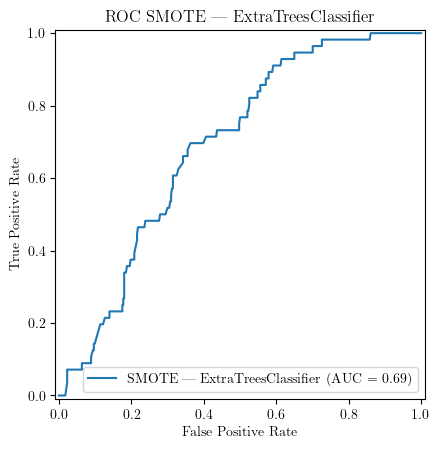 ROC SMOTE — ExtraTreesClassifier
1.0
0.8
0.6
0.4
0.2
0.0
True Positive Rate
SMOTE — ExtraTreesClassifier (AUC = 0.69)
0.0 0.2 0.4 0.6 0.8 1.0
False Positive Rate